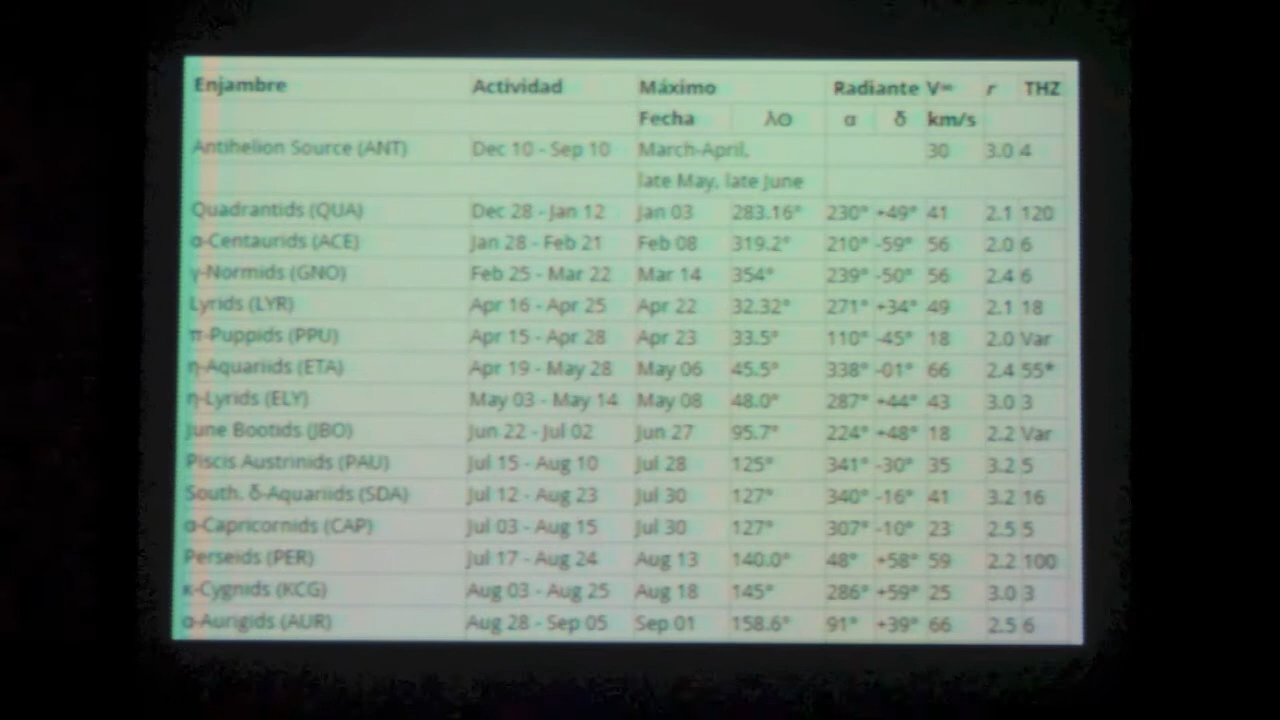 Enjambre Actividad Máximo Radiante V∞ r THZ
Fecha λʘ α δ km/s
Antihelion Source (ANT) Dec 10 - Sep 10 March-April, 30 3.0 4
late May, late June
Quadrantids (QUA) Dec 28 - Jan 12 Jan 03 283.16° 230° +49° 41 2.1 120
α-Centaurids (ACE) Jan 28 - Feb 21 Feb 08 319.2° 210° -59° 56 2.0 6
γ-Normids (GNO) Feb 25 - Mar 22 Mar 14 354° 239° -50° 56 2.4 6
Lyrids (LYR) Apr 16 - Apr 25 Apr 22 32.32° 271° +34° 49 2.1 18
π-Puppids (PPU) Apr 15 - Apr 28 Apr 23 33.5° 110° -45° 18 2.0 Var
η-Aquariids (ETA) Apr 19 - May 28 May 06 45.5° 338° -01° 66 2.4 55*
η-Lyrids (ELY) May 03 - May 14 May 08 48.0° 287° +44° 43 3.0 3
June Bootids (JBO) Jun 22 - Jul 02 Jun 27 95.7° 224° +48° 18 2.2 Var
Piscis Austrinids (PAU) Jul 15 - Aug 10 Jul 28 125° 341° -30° 35 3.2 5
South. δ-Aquariids (SDA) Jul 12 - Aug 23 Jul 30 127° 340° -16° 41 3.2 16
α-Capricornids (CAP) Jul 03 - Aug 15 Jul 30 127° 307° -10° 23 2.5 5
Perseids (PER) Jul 17 - Aug 24 Aug 13 140.0° 48° +58° 59 2.2 100
κ-Cygnids (KCG) Aug 03 - Aug 25 Aug 18 145° 286° +59° 25 3.0 3
α-Aurigids (AUR) Aug 28 - Sep 05 Sep 01 158.6° 91° +39° 66 2.5 6